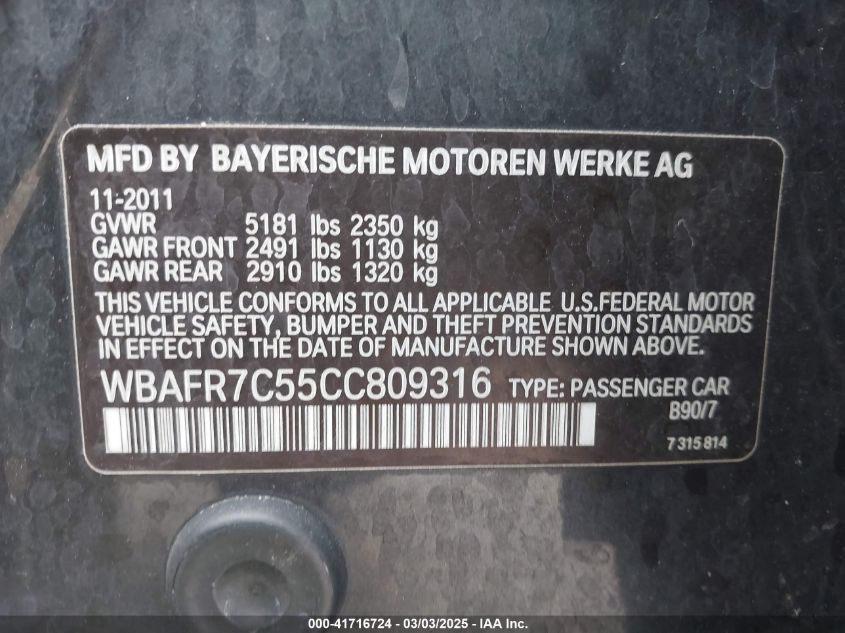 MFD BY BAYERISCHE MOTOREN WERKE AG
11-2011
GVWR 5181 lbs 2350 kg
GAWR FRONT 2491 lbs 1130 kg
GAWR REAR 2910 lbs 1320 kg
THIS VEHICLE CONFORMS TO ALL APPLICABLE U.S.FEDERAL MOTOR
VEHICLE SAFETY, BUMPER AND THEFT PREVENTION STANDARDS
IN EFFECT ON THE DATE OF MANUFACTURE SHOWN ABOVE.
WBAFR7C55CC809316 TYPE: PASSENGER CAR
B90/7
7 315 814
000-41716724 — 03/03/2025 — IAA Inc.